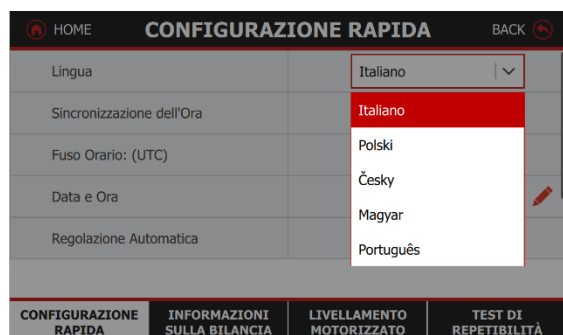 HOME CONFIGURAZIONE RAPIDA BACK
Lingua Italiano
Sincronizzazione dell'Ora Italiano
Fuso Orario: (UTC) Polski
Česky
Data e Ora
Magyar
Regolazione Automatica Português
CONFIGURAZIONE RAPIDA
INFORMAZIONI SULLA BILANCIA
LIVELLAMENTO MOTORIZZATO
TEST DI RIPETIBILITÀ